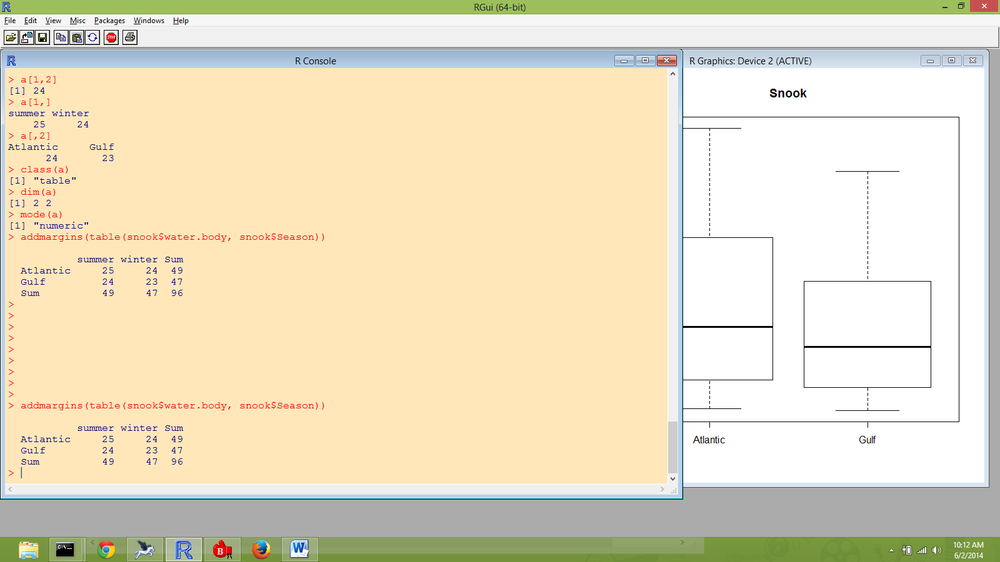 RGui (64-bit)
File Edit View Misc Packages Windows Help
STOP
R Console
> a[1,2]
[1] 24
> a[1,]
summer winter
    25     24
> a[,2]
Atlantic     Gulf
      24       23
> class(a)
[1] "table"
> dim(a)
[1] 2 2
> mode(a)
[1] "numeric"
> addmargins(table(snook$water.body, snook$Season))
           summer winter Sum
  Atlantic     25     24  49
  Gulf         24     23  47
  Sum          49     47  96
>
>
>
>
>
>
>
>
>
> addmargins(table(snook$water.body, snook$Season))
           summer winter Sum
  Atlantic     25     24  49
  Gulf         24     23  47
  Sum          49     47  96
>
R Graphics: Device 2 (ACTIVE)
Snook
Atlantic Gulf
10:12 AM
6/2/2014